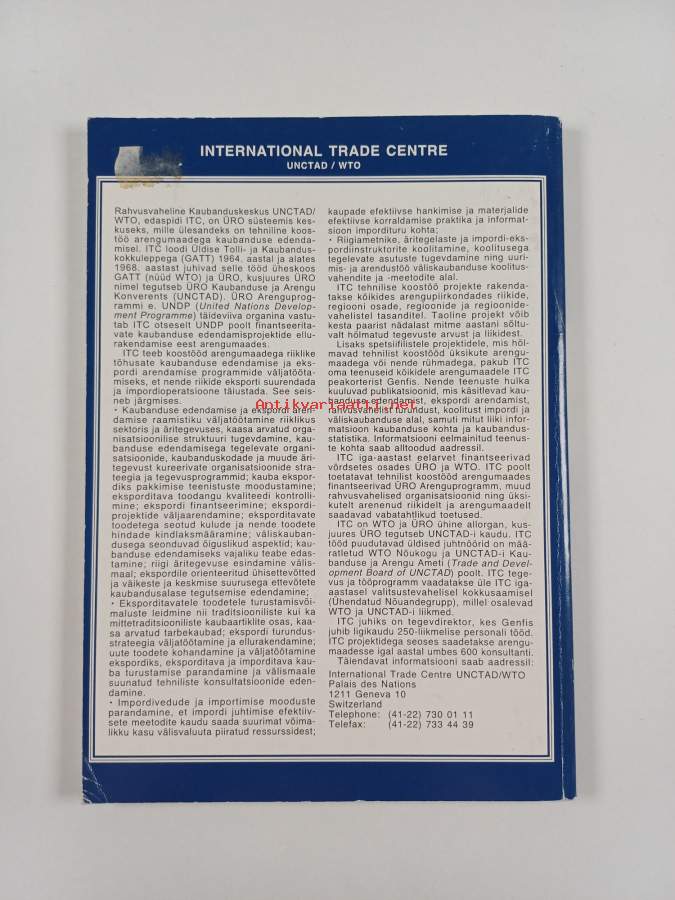 INTERNATIONAL TRADE CENTRE
UNCTAD / WTO
Rahvusvaheline Kaubanduskeskus UNCTAD/
WTO, edaspidi ITC, on ÜRO süsteemis kes-
kuseks, mille ülesandeks on tehniline koos-
töö arengumaadega kaubanduse edenda-
misel. ITC loodi Üldise Tolli- ja Kaubandus-
kokkuleppega (GATT) 1964. aastal ja alates
1968. aastast juhivad selle tööd üheskoos
GATT (nüüd WTO) ja ÜRO, kusjuures ÜRO
nimel tegutseb ÜRO Kaubanduse ja Arengu
Konverents (UNCTAD). ÜRO Arenguprog-
rammi e. UNDP (United Nations Develop-
ment Programme) täideviiva organina vastu-
tab ITC otseselt UNDP poolt finantseerita-
vate kaubanduse edendamisprojektide ellu-
rakendamise eest arengumaades.
ITC teeb koostööd arengumaadega riiklike
tõhusate kaubanduse edendamise ja eks-
pordi arendamise programmide väljatööta-
miseks, et nende riikide eksporti suurendada
ja impordioperatsioone täiustada. See seis-
neb järgmises.
• Kaubanduse edendamise ja ekspordi aren-
damise raamistiku väljatöötamine riiklikus
sektoris ja äritegevuses, kaasa arvatud orga-
nisatsioonilise struktuuri tugevdamine, kau-
banduse edendamisega tegelevate organi-
satsioonide, kaubanduskodade ja muude äri-
tegevust kureerivate organisatsioonide stra-
teegia ja tegevusprogrammid; kauba ekspor-
diks pakkimise teenistuste moodustamine;
eksporditava toodangu kvaliteedi kontrolli-
mine; ekspordi finantseerimine; ekspordi-
projektide väljaarendamine; eksporditavate
toodetega seotud kulude ja nende toodete
hindade kindlaksmääramine; väliskauban-
dusega seonduvad õiguslikud aspektid; kau-
banduse edendamiseks vajaliku teabe edas-
tamine; riigi äritegevuse esindamine välis-
maal; ekspordile orienteeritud ühisettevõtted
ja väikeste ja keskmise suurusega ettevõtete
kaubandusalase tegutsemise edendamine;
• Eksporditavatele toodetele turustamisvõi-
maluste leidmine nii traditsiooniliste kui ka
mittetraditsiooniliste kaubaartiklite osas, kaa-
sa arvatud tarbekaubad; ekspordi turundus-
strateegia väljatöötamine ja ellurakendamine;
uute toodete kohandamine ja väljatöötamine
ekspordiks, eksporditava ja imporditava kau-
ba turustamise parandamine ja välismaale
suunatud tehniliste konsultatsioonide eden-
damine.
• Impordivedude ja importimise mooduste
parandamine, et impordi juhtimise efektiiv-
sete meetodite kaudu saada suurimat võima-
likku kasu välisvaluuta piiratud ressurssidest;
kaupade efektiivse hankimise ja materjalide
efektiivse korraldamise praktika ja informat-
sioon importdituru kohta;
• Riigiametnike, äritegelaste ja impordi-eks-
pordiinstruktorite koolitamine, koolitusega
tegelevate asutuste tugevdamine ning uuri-
mis- ja arendustöö väliskaubanduse koolitus-
vahendite ja -meetodite alal.
ITC tehnilise koostöö projekte rakenda-
takse kõikides arengupiirkondades riikide,
regiooni osade, regioonide ja regioonide-
vahelistel tasanditel. Taoline projekt võib
kesta paarist nädalast mitme aastani sõltu-
valt hõlmatud tegevuste arvust ja liikidest.
Lisaks spetsiifilistele projektidele, mis hõl-
mavad tehnilist koostööd üksikute arengu-
maadega või nende rühmadega, pakub ITC
oma teenuseid kõikidele arengumaadele ITC
peakorterist Genfis. Nende teenuste hulka
kuuluvad publikatsioonid, mis käsitlevad kau-
banduse edendamist, ekspordi arendamist,
rahvusvahelist turundust, koolitust impordi ja
väliskaubanduse alal, samuti mitut liiki infor-
matsioon kaubanduse kohta ja kaubandus-
statistika. Informatsiooni eelmainitud teenus-
te kohta saab alltoodud aadressil.
ITC iga-aastast eelarvet finantseerivad
võrdsetes osades ÜRO ja WTO. ITC poolt
toetatavat tehnilist koostööd arengumaades
finantseerivad ÜRO Arenguprogramm, muud
rahvusvahelised organisatsioonid ning üksi-
kutelt arenenud riikidelt ja arengumaadelt
saadavad vabatahtlikud toetused.
ITC on WTO ja ÜRO ühine allorgan, kus-
juures ÜRO tegutseb UNCTAD-i kaudu. ITC
tööd puudutavad üldised juhtnöörid on mää-
ratletud WTO Nõukogu ja UNCTAD-i Kau-
banduse ja Arengu Ameti (Trade and Devel-
opment Board of UNCTAD) poolt. ITC tege-
vus ja tööprogramm vaadatakse üle ITC iga-
aastasel valitsustevahelisel kokkusaamisel
(Ühendatud Nõuandegrupp), millel osalevad
WTO ja UNCTAD-i liikmed.
ITC juhiks on tegevdirektor, kes Genfis
juhib ligikaudu 250-liikmelise personali tööd.
ITC projektidega seoses saadetakse arengu-
maadesse igal aastal umbes 600 konsultanti.
Täiendavat informatsiooni saab aadressil:
International Trade Centre UNCTAD/WTO
Palais des Nations
1211 Geneva 10
Switzerland
Telephone: (41-22) 730 01 11
Telefax: (41-22) 733 44 39
Antikvariaat.net